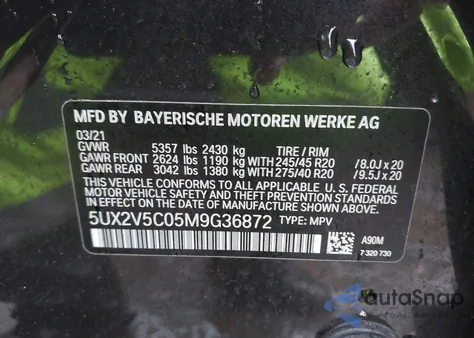 MFD BY BAYERISCHE MOTOREN WERKE AG
03/21
GVWR 5357 lbs 2430 kg TIRE / RIM
GAWR FRONT 2624 lbs 1190 kg WITH 245/45 R20 /8.0J x 20
GAWR REAR 3042 lbs 1380 kg WITH 275/40 R20 /9.5J x 20
THIS VEHICLE CONFORMS TO ALL APPLICABLE U. S. FEDERAL
MOTOR VEHICLE SAFETY STANDARDS IN EFFECT ON THE
DATE OF MANUFACTURE SHOWN ABOVE.
5UX2V5C05M9G36872 TYPE: MPV
A90M
7 320 730
autoSnap